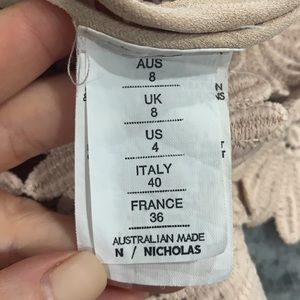 AUS
8
UK
8
US
4
ITALY
40
FRANCE
36
AUSTRALIAN MADE
N / NICHOLAS